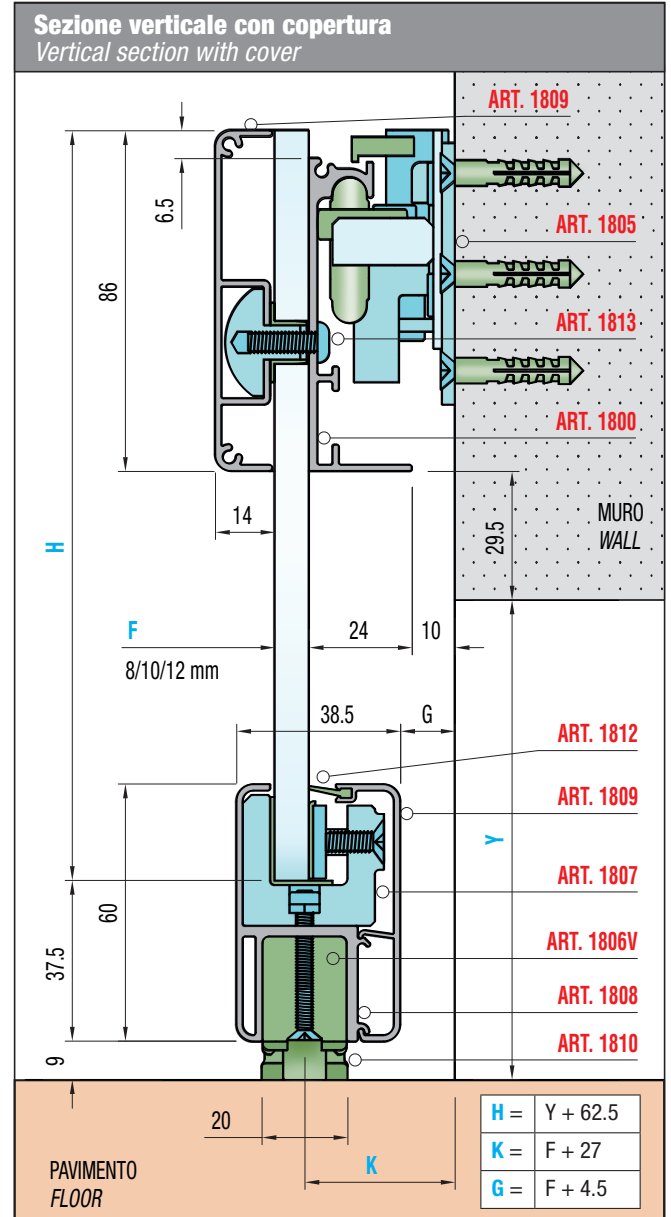 Sezione verticale con copertura
Vertical section with cover
ART. 1809
6.5
ART. 1805
86
ART. 1813
ART. 1800
14
29.5
MURO
WALL
H
F
24
10
8/10/12 mm
38.5
G
ART. 1812
ART. 1809
Y
ART. 1807
60
37.5
ART. 1806V
ART. 1808
ART. 1810
9
20
K
H = Y + 62.5
K = F + 27
G = F + 4.5
PAVIMENTO
FLOOR